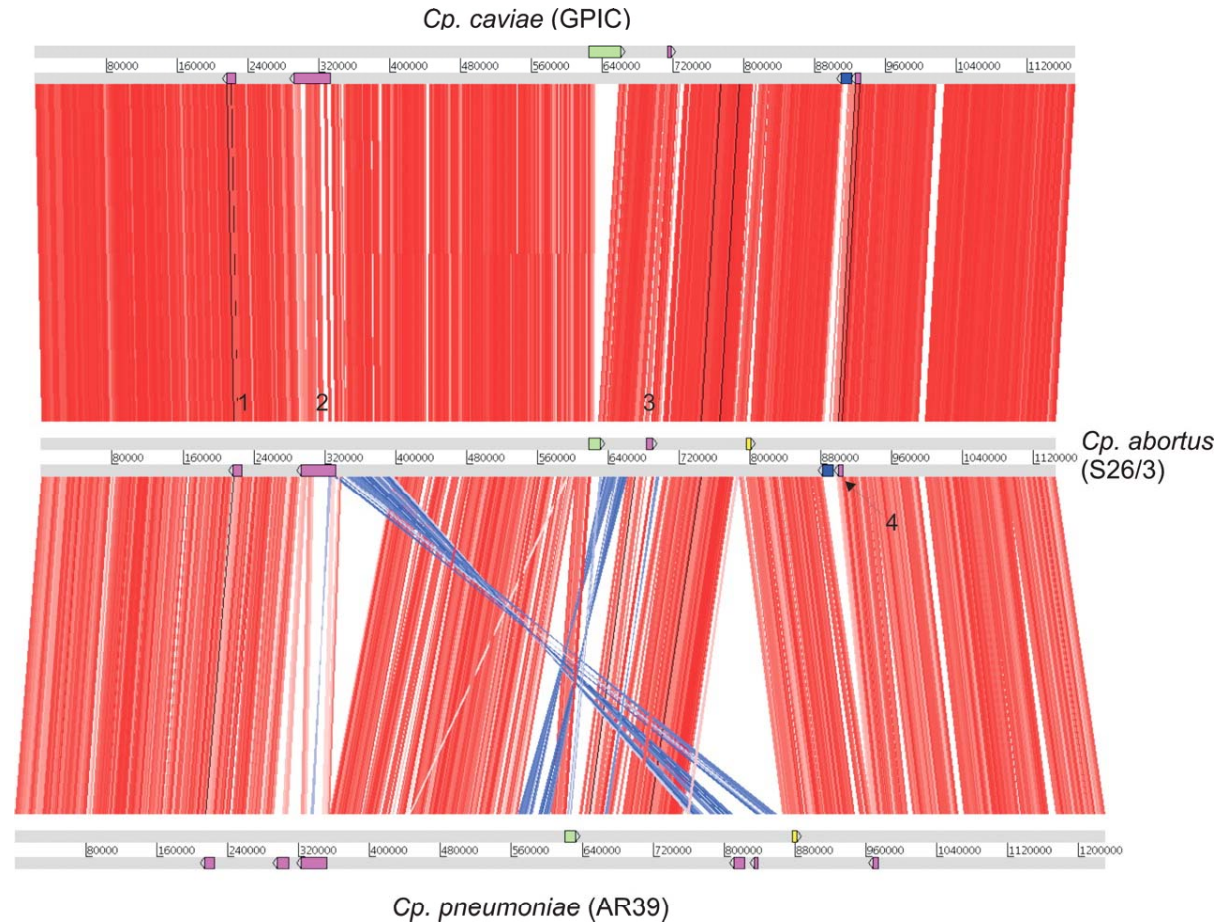 Cp. caviae (GPIC)
80000 160000 240000 320000 400000 480000 560000 640000 720000 800000 880000 960000 1040000 1120000
1 2 3
Cp. abortus
(S26/3)
80000 160000 240000 320000 400000 480000 560000 640000 720000 800000 880000 960000 1040000 1120000
4
80000 160000 240000 320000 400000 480000 560000 640000 720000 800000 880000 960000 1040000 1120000 1200000
Cp. pneumoniae (AR39)